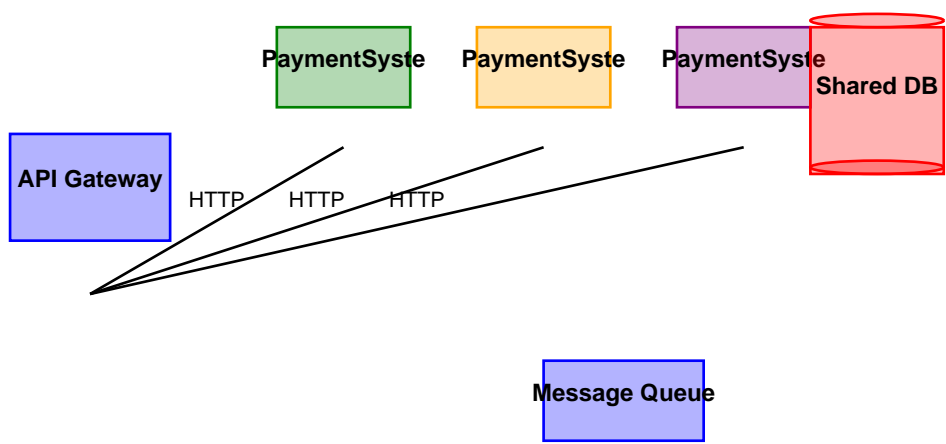 PaymentSyste
PaymentSyste
PaymentSyste
Shared DB
API Gateway
HTTP
HTTP
HTTP
Message Queue